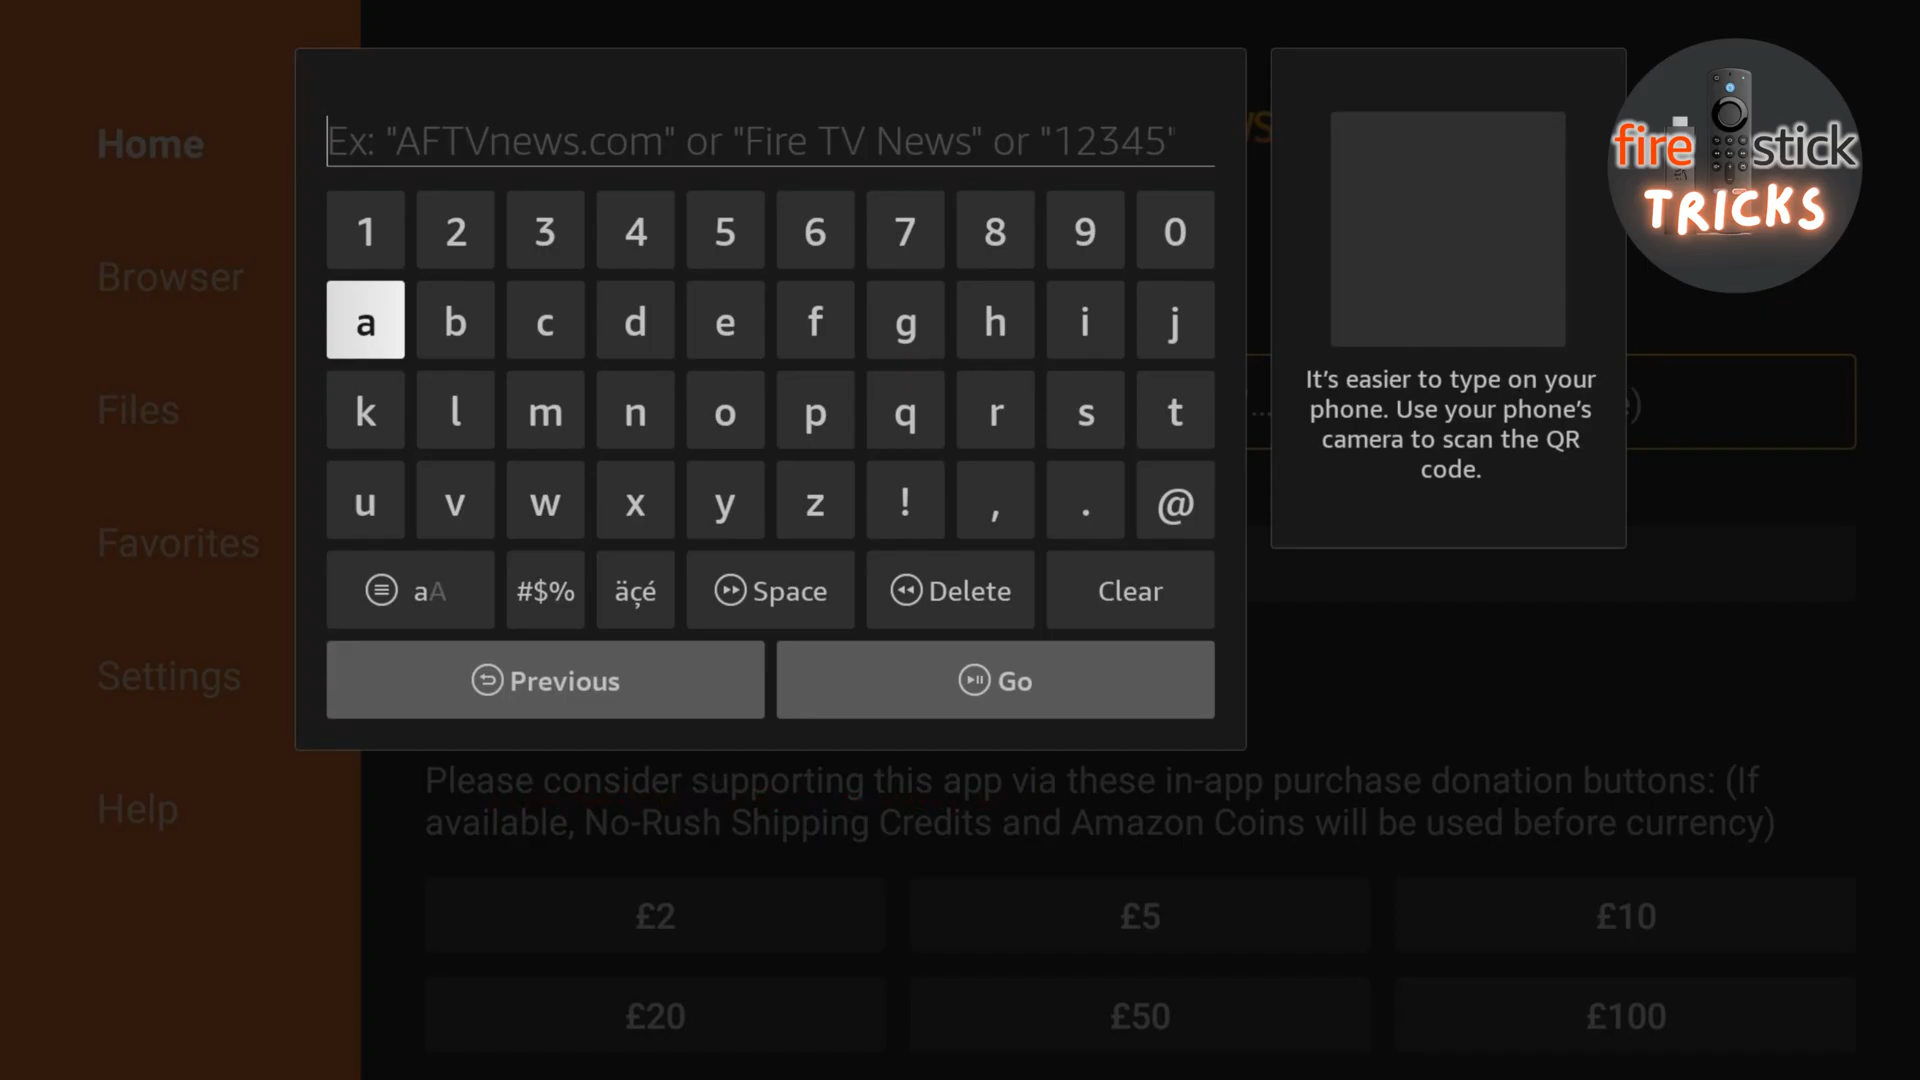 Home
Browser
Files
Favorites
Settings
Help
Ex: "AFTVnews.com" or "Fire TV News" or "12345"
1 2 3 4 5 6 7 8 9 0
a b c d e f g h i j
k l m n o p q r s t
u v w x y z ! , . @
aA #$% äçé Space Delete Clear
Previous Go
It's easier to type on your
phone. Use your phone's
camera to scan the QR
code.
fire stick
TRICKS
Please consider supporting this app via these in-app purchase donation buttons: (If
available, No-Rush Shipping Credits and Amazon Coins will be used before currency)
£2 £5 £10
£20 £50 £100